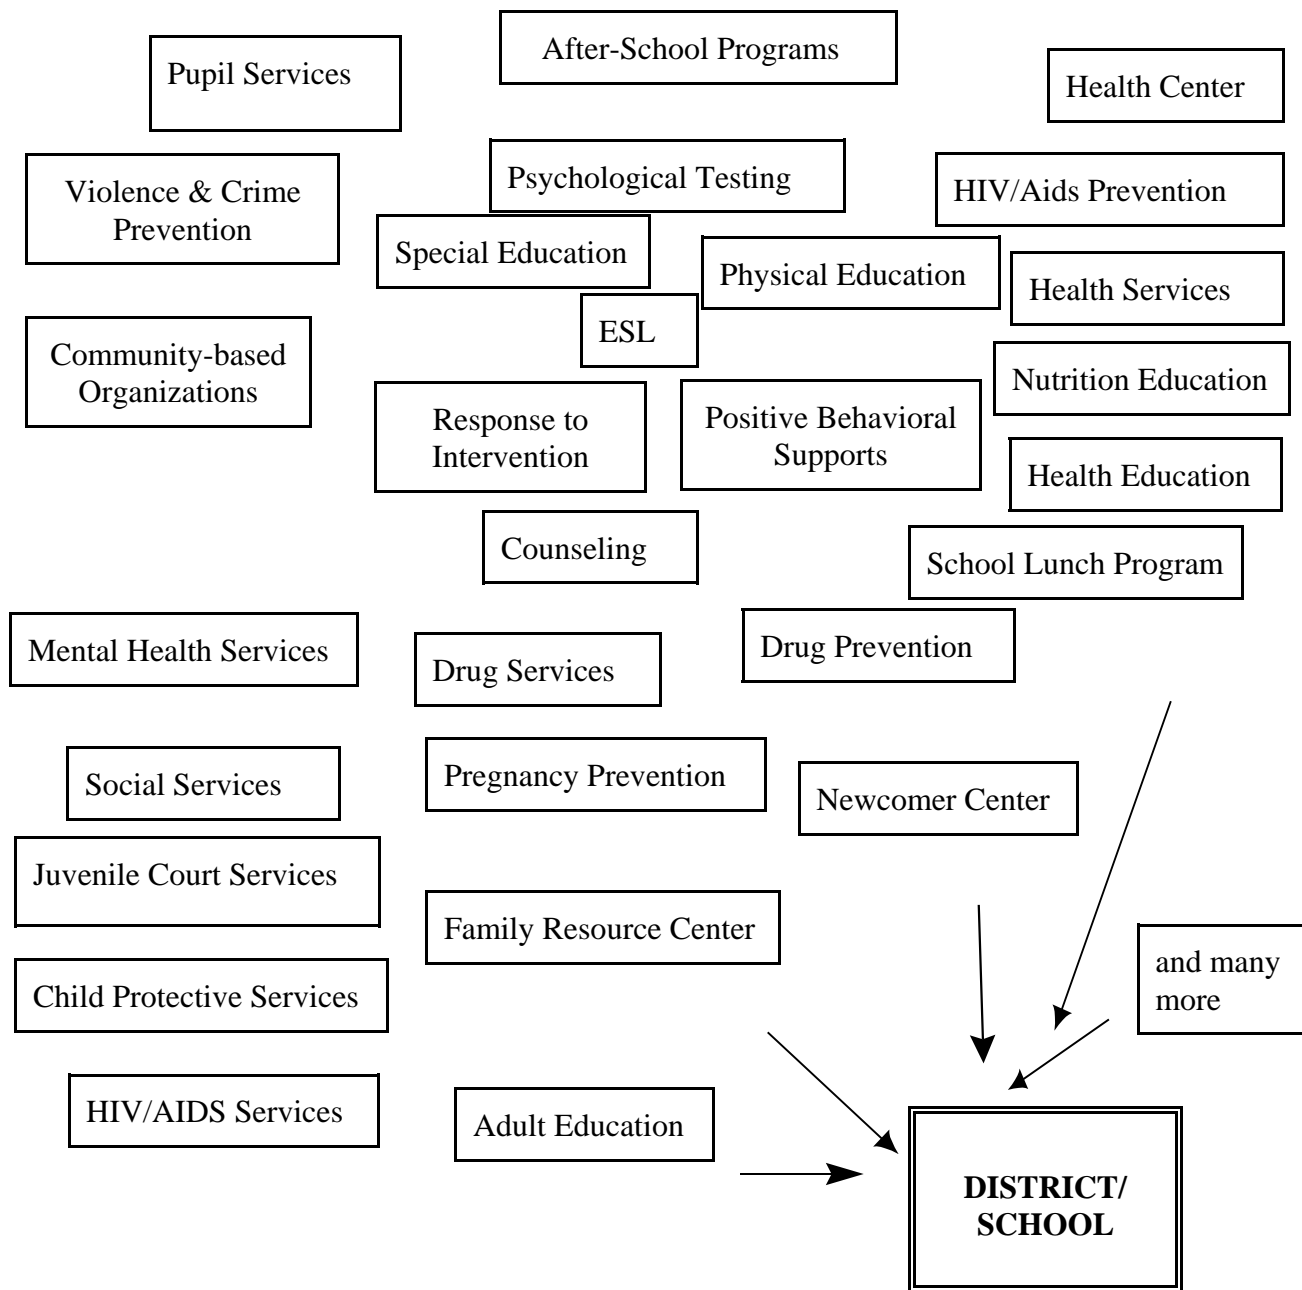 After-School Programs
Pupil Services
Health Center
Violence & Crime
Prevention
Psychological Testing
HIV/Aids Prevention
Special Education
Physical Education
Health Services
ESL
Community-based
Organizations
Nutrition Education
Response to
Intervention
Positive Behavioral
Supports
Health Education
Counseling
School Lunch Program
Mental Health Services
Drug Services
Drug Prevention
Social Services
Pregnancy Prevention
Newcomer Center
Juvenile Court Services
Family Resource Center
and many
more
Child Protective Services
HIV/AIDS Services
Adult Education
DISTRICT/
SCHOOL